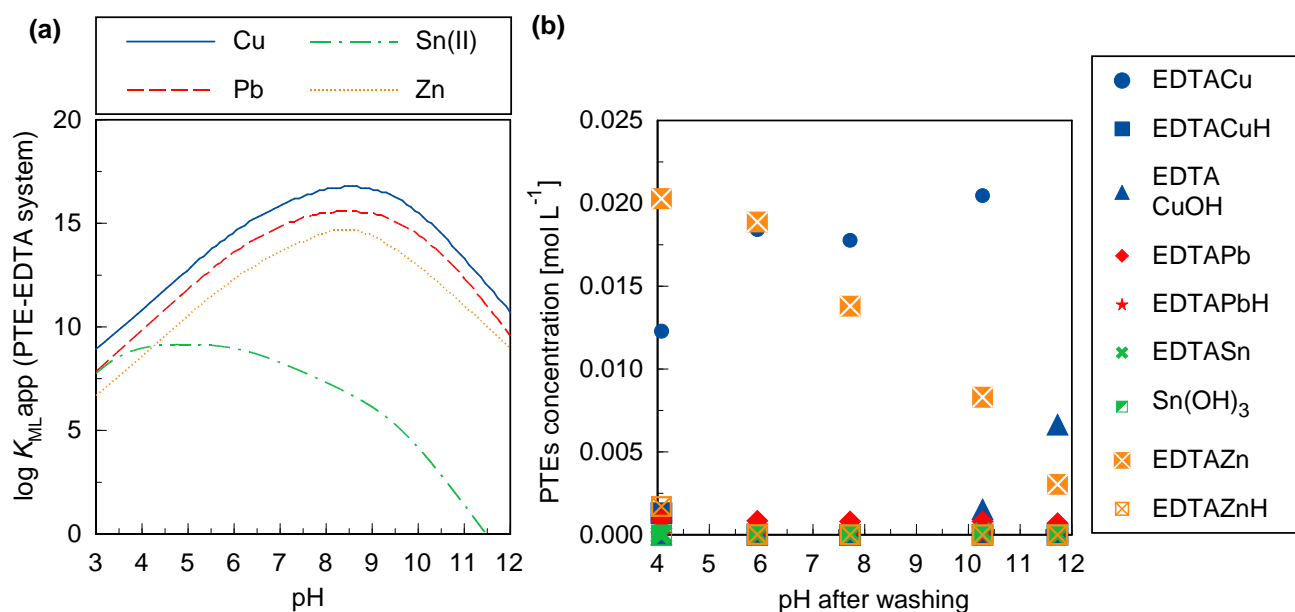 (a)
Cu
Sn(II)
Pb
Zn
20
15
10
5
0
3 4 5 6 7 8 9 10 11 12
pH
log K_ML app (PTE-EDTA system)
(b)
0.025
0.020
0.015
0.010
0.005
0.000
4 5 6 7 8 9 10 11 12
pH after washing
PTEs concentration [mol L⁻¹]
EDTACu
EDTACuH
EDTA
CuOH
EDTAPb
EDTAPbH
EDTASn
Sn(OH)₃
EDTAZn
EDTAZnH